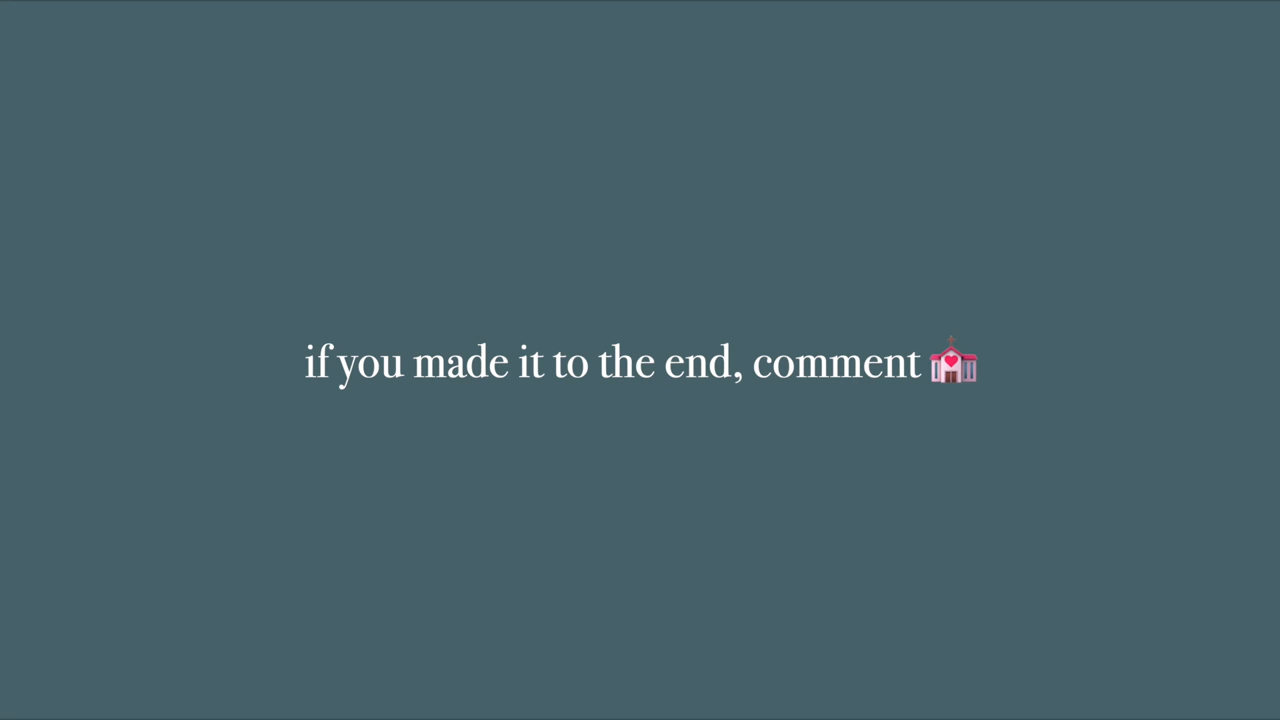 if you made it to the end, comment 💒